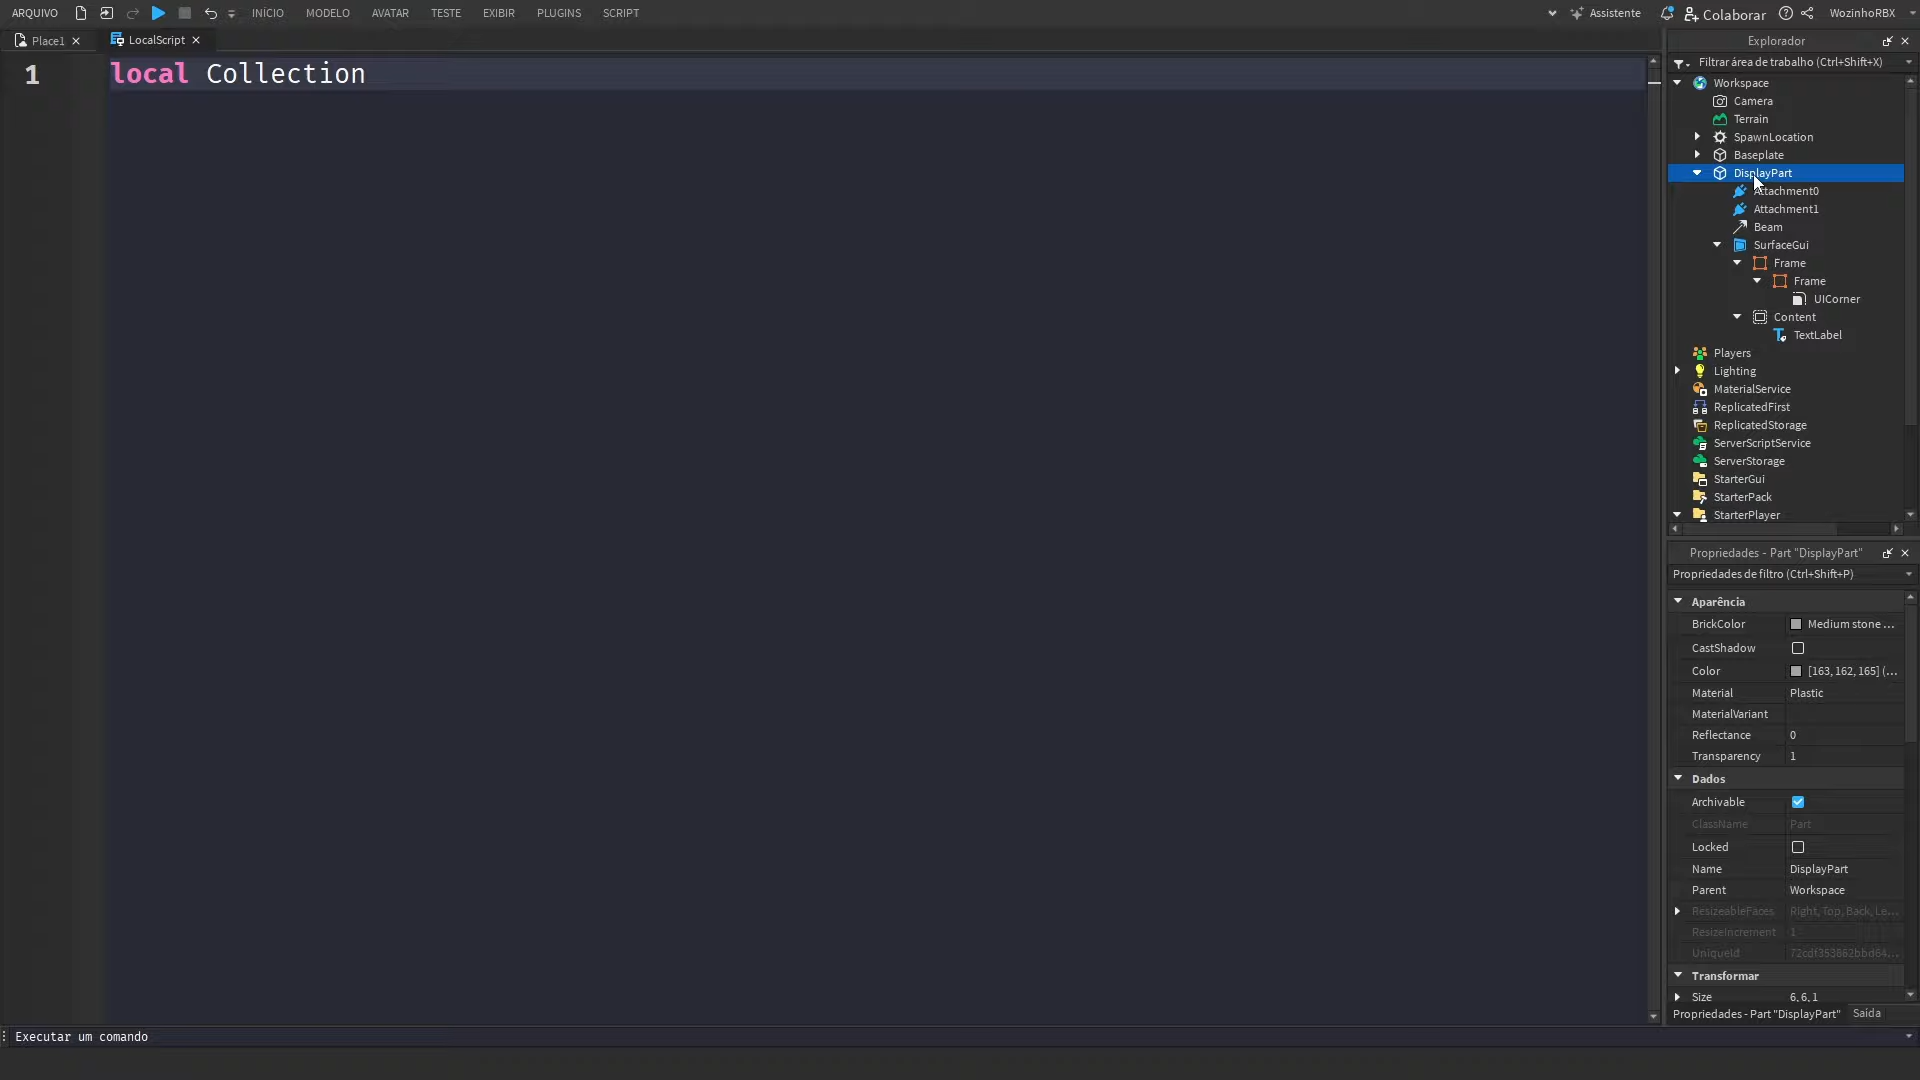 ARQUIVO INÍCIO MODELO AVATAR TESTE EXIBIR PLUGINS SCRIPT Assistente Colaborar WozinhoRBX
Place1 LocalScript
1 local Collection
Explorador
Filtrar área de trabalho (Ctrl+Shift+X)
Workspace
Camera
Terrain
SpawnLocation
Baseplate
DisplayPart
Attachment0
Attachment1
Beam
SurfaceGui
Frame
Frame
UICorner
Content
TextLabel
Players
Lighting
MaterialService
ReplicatedFirst
ReplicatedStorage
ServerScriptService
ServerStorage
StarterGui
StarterPack
StarterPlayer
Propriedades - Part "DisplayPart"
Propriedades de filtro (Ctrl+Shift+P)
Aparência
BrickColor Medium stone ...
CastShadow
Color [163, 162, 165] (...
Material Plastic
MaterialVariant
Reflectance 0
Transparency 1
Dados
Archivable
ClassName Part
Locked
Name DisplayPart
Parent Workspace
ResizeableFaces Right, Top, Back, Le...
ResizeIncrement 1
UniqueId 72cdf353862bbd64...
Transformar
Size 6, 6, 1
Propriedades - Part "DisplayPart" Saída
Executar um comando